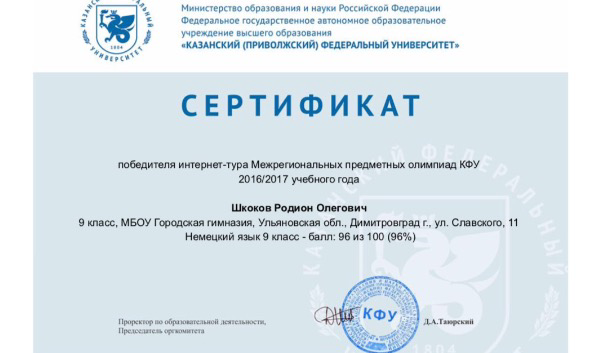 Министерство образования и науки Российской Федерации
Федеральное государственное автономное образовательное
учреждение высшего образования
«КАЗАНСКИЙ (ПРИВОЛЖСКИЙ) ФЕДЕРАЛЬНЫЙ УНИВЕРСИТЕТ»
УНИВЕРСИТЕТ
1804
СЕРТИФИКАТ
победителя интернет-тура Межрегиональных предметных олимпиад КФУ
2016/2017 учебного года
Шкоков Родион Олегович
9 класс, МБОУ Городская гимназия, Ульяновская обл., Димитровград г., ул. Славского, 11
Немецкий язык 9 класс - балл: 96 из 100 (96%)
Проректор по образовательной деятельности,
Председатель оргкомитета
КФУ
Д.А.Таюрский